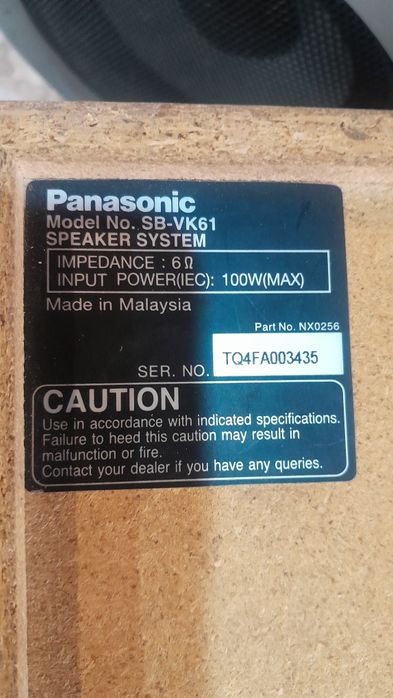 Panasonic
Model No. SB-VK61
SPEAKER SYSTEM
IMPEDANCE : 6Ω
INPUT POWER(IEC): 100W(MAX)
Made in Malaysia
Part No. NX0256
SER. NO. TQ4FA003435
CAUTION
Use in accordance with indicated specifications.
Failure to heed this caution may result in
malfunction or fire.
Contact your dealer if you have any queries.